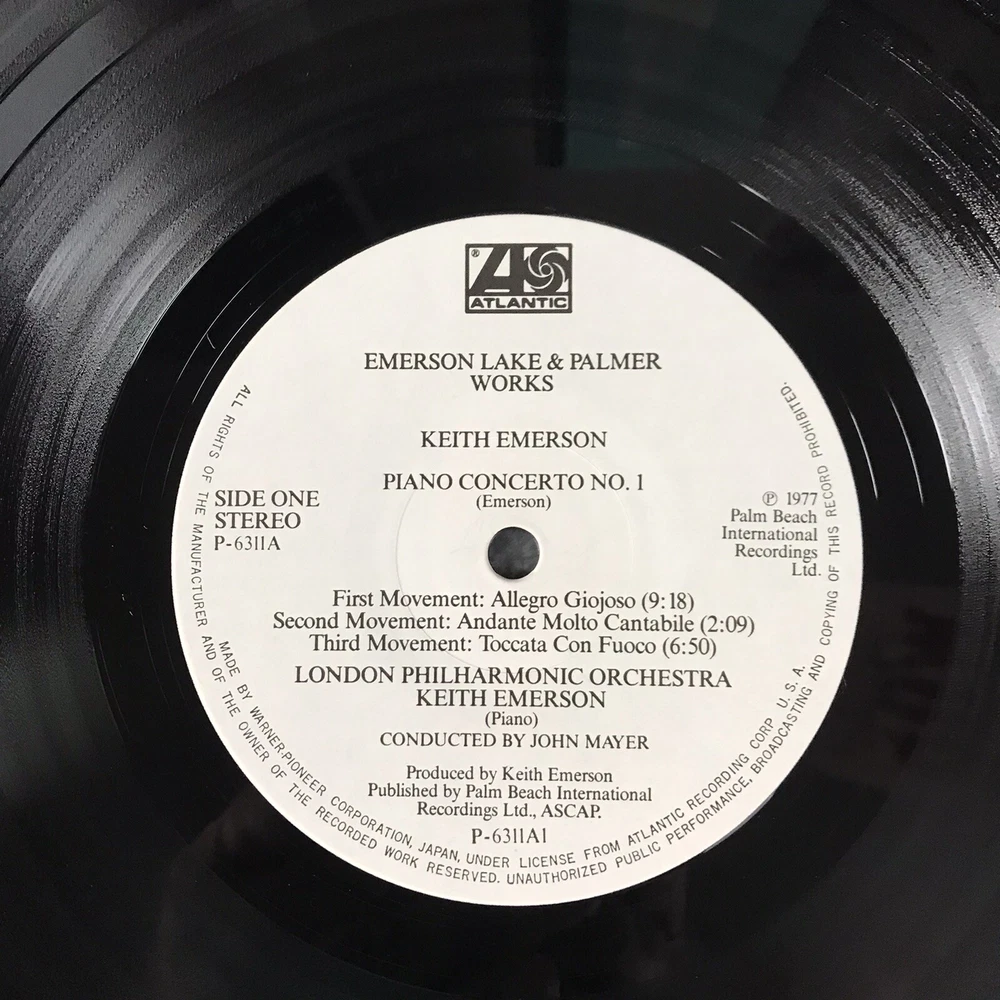 ATLANTIC
EMERSON LAKE & PALMER
WORKS
KEITH EMERSON
PIANO CONCERTO NO. 1
(Emerson)
SIDE ONE
STEREO
P-6311A
℗ 1977
Palm Beach
International
Recordings
Ltd.
First Movement: Allegro Giojoso (9:18)
Second Movement: Andante Molto Cantabile (2:09)
Third Movement: Toccata Con Fuoco (6:50)
LONDON PHILHARMONIC ORCHESTRA
KEITH EMERSON
(Piano)
CONDUCTED BY JOHN MAYER
Produced by Keith Emerson
Published by Palm Beach International
Recordings Ltd., ASCAP.
P-6311A1
MADE BY WARNER-PIONEER CORPORATION, JAPAN, UNDER LICENSE FROM ATLANTIC RECORDING CORP U. S. A.
ALL RIGHTS OF THE MANUFACTURER AND OF THE OWNER OF THE RECORDED WORK RESERVED. UNAUTHORIZED PUBLIC PERFORMANCE, BROADCASTING AND COPYING OF THIS RECORD PROHIBITED.